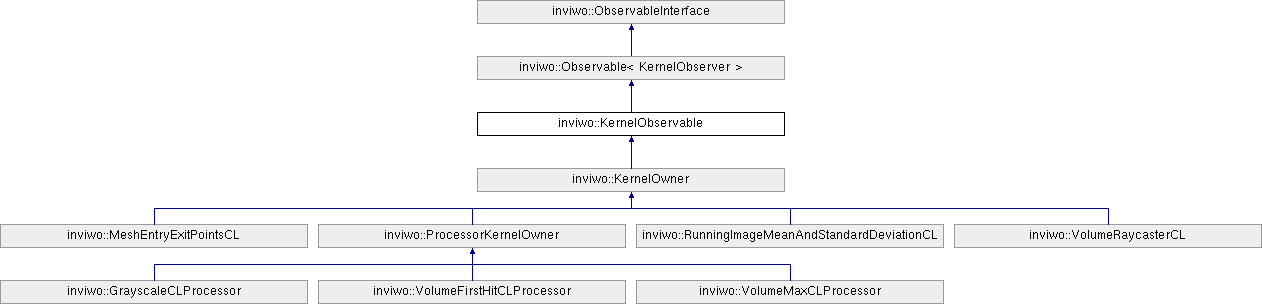 inviwo::ObservableInterface
inviwo::Observable< KernelObserver >
inviwo::KernelObservable
inviwo::KernelOwner
inviwo::MeshEntryExitPointsCL
inviwo::ProcessorKernelOwner
inviwo::RunningImageMeanAndStandardDeviationCL
inviwo::VolumeRaycasterCL
inviwo::GrayscaleCLProcessor
inviwo::VolumeFirstHitCLProcessor
inviwo::VolumeMaxCLProcessor